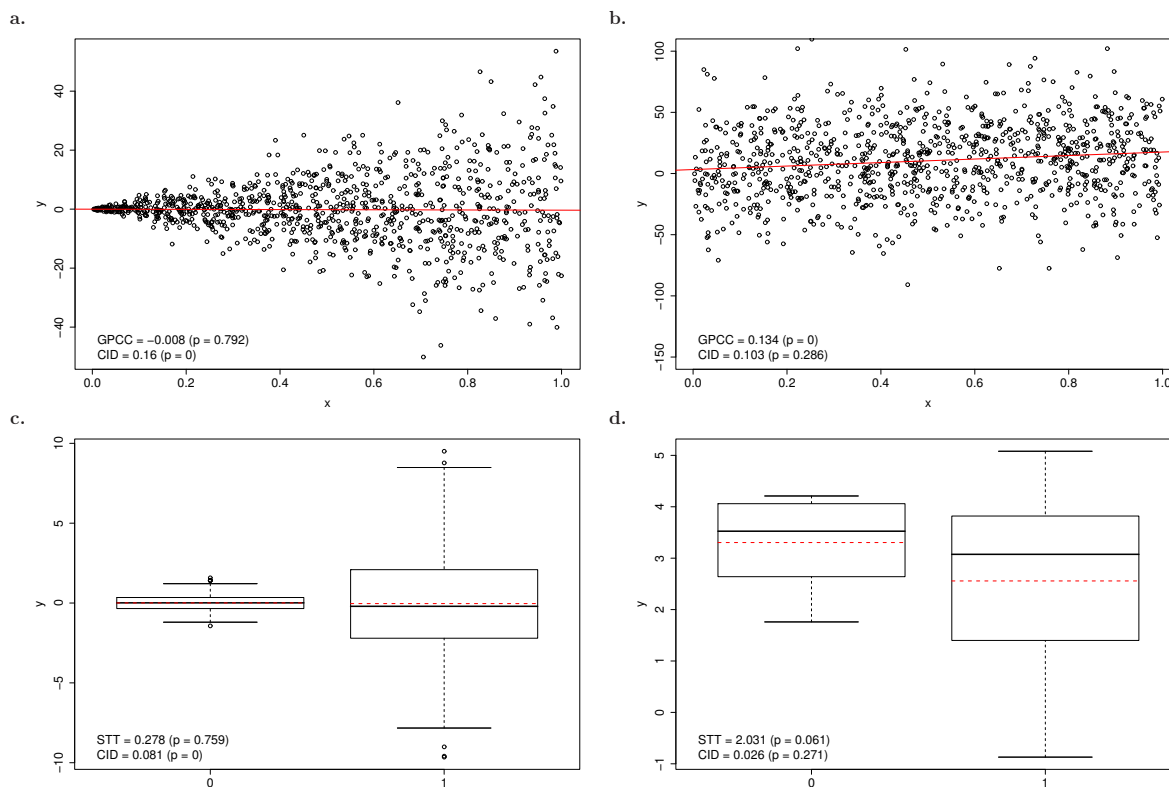 a.
40
20
0
−20
−40
y
GPCC = −0.008 (p = 0.792)
CID = 0.16 (p = 0)
0.0 0.2 0.4 0.6 0.8 1.0
x
b.
100
50
0
−50
−100
−150
y
GPCC = 0.134 (p = 0)
CID = 0.103 (p = 0.286)
0.0 0.2 0.4 0.6 0.8 1.0
x
c.
10
5
0
−5
−10
y
STT = 0.278 (p = 0.759)
CID = 0.081 (p = 0)
0 1
d.
5
4
3
2
1
0
−1
y
STT = 2.031 (p = 0.061)
CID = 0.026 (p = 0.271)
0 1